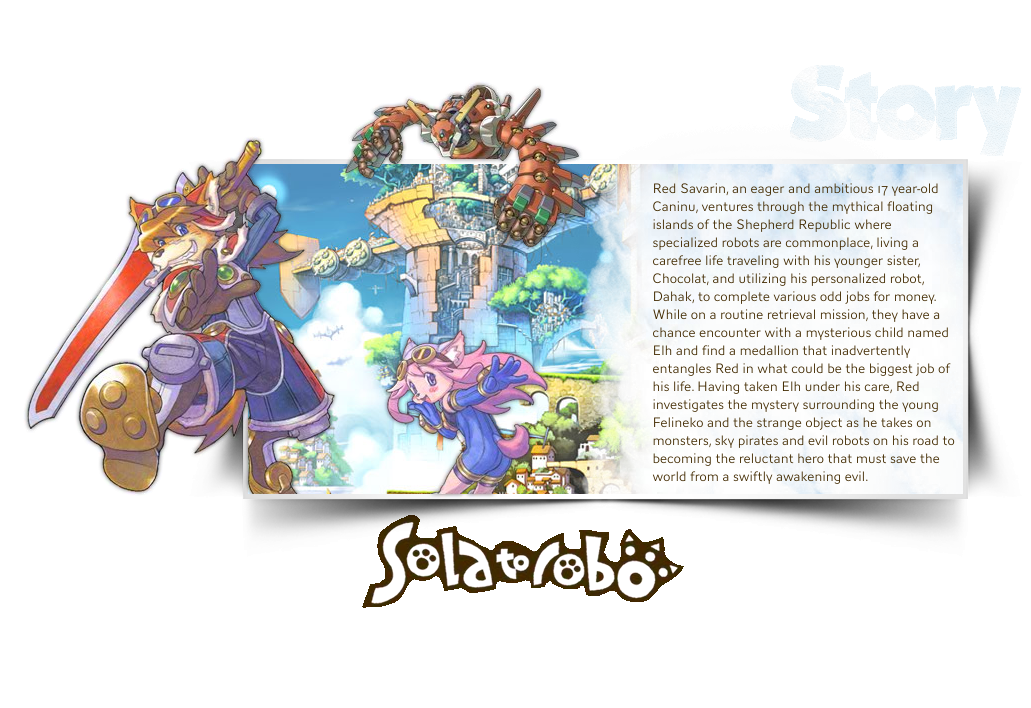 Story
Red Savarin, an eager and ambitious 17 year-old
Caninu, ventures through the mythical floating
islands of the Shepherd Republic where
specialized robots are commonplace, living a
carefree life traveling with his younger sister,
Chocolat, and utilizing his personalized robot,
Dahak, to complete various odd jobs for money.
While on a routine retrieval mission, they have a
chance encounter with a mysterious child named
Elh and find a medallion that inadvertently
entangles Red in what could be the biggest job of
his life. Having taken Elh under his care, Red
investigates the mystery surrounding the young
Felineko and the strange object as he takes on
monsters, sky pirates and evil robots on his road to
becoming the reluctant hero that must save the
world from a swiftly awakening evil.
Solatorobo